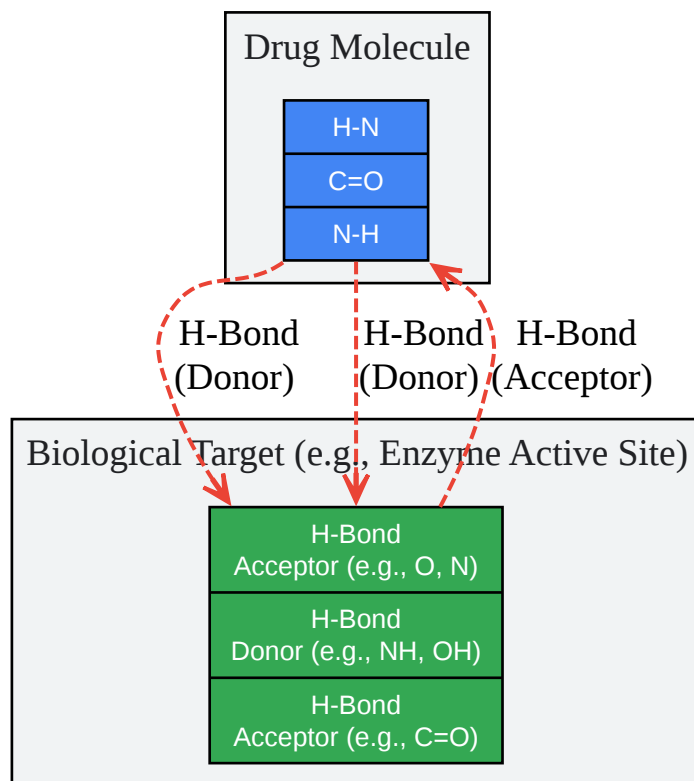 Drug Molecule
H-N
C=O
N-H
H-Bond
(Donor)
H-Bond
(Donor)
H-Bond
(Acceptor)
Biological Target (e.g., Enzyme Active Site)
H-Bond
Acceptor (e.g., O, N)
H-Bond
Donor (e.g., NH, OH)
H-Bond
Acceptor (e.g., C=O)